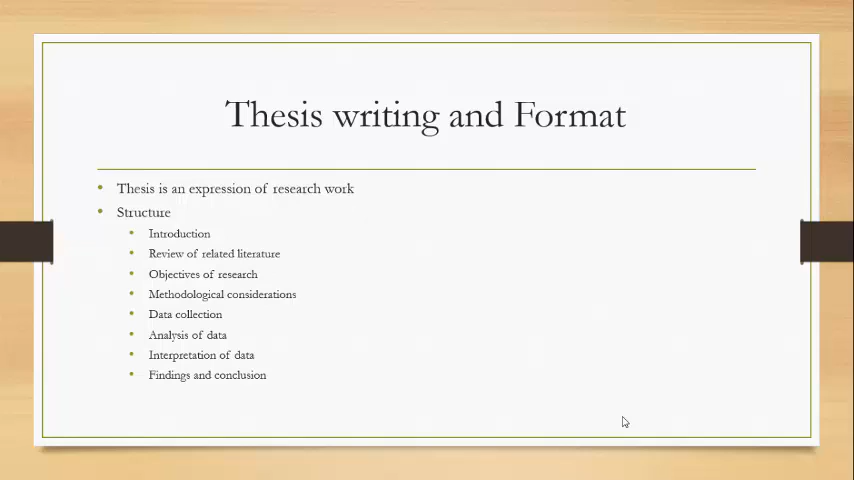 Thesis writing and Format
• Thesis is an expression of research work
• Structure
• Introduction
• Review of related literature
• Objectives of research
• Methodological considerations
• Data collection
• Analysis of data
• Interpretation of data
• Findings and conclusion